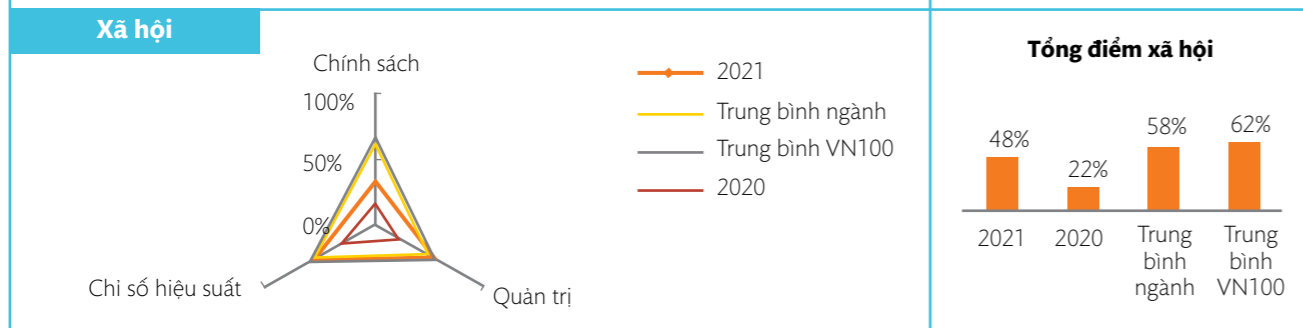 Xã hội
Chính sách
100%
50%
0%
Chỉ số hiệu suất
Quản trị
2021
Trung bình ngành
Trung bình VN100
2020
Tổng điểm xã hội
48%
22%
58%
62%
2021
2020
Trung
bình
ngành
Trung
bình
VN100